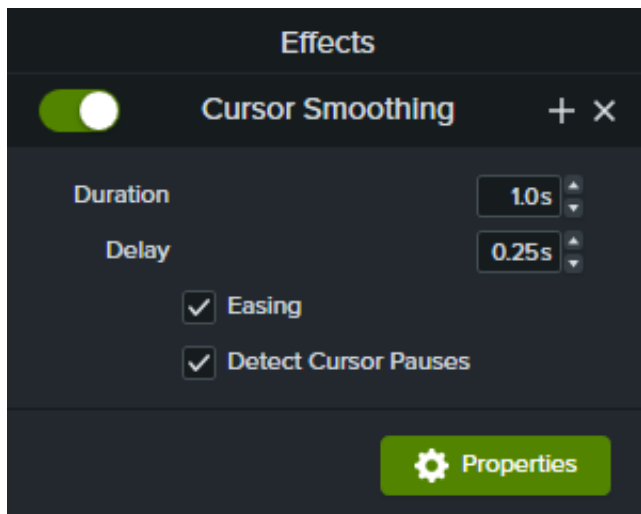 Effects
Cursor Smoothing
Duration 1.0s
Delay 0.25s
Easing
Detect Cursor Pauses
Properties